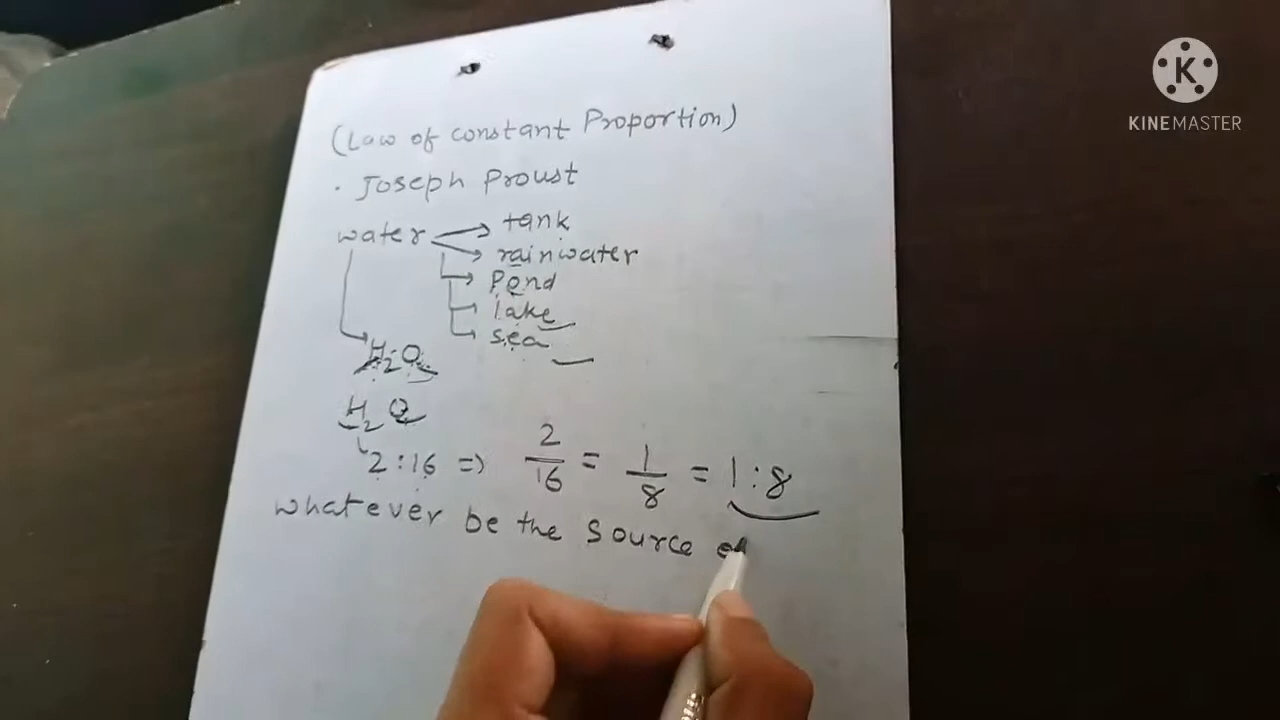 (Law of constant Proportion)
. Joseph Proust
water → tank
→ rainwater
→ Pond
→ lake
→ sea
H2O
H2O
2:16 => 2/16 = 1/8 = 1:8
whatever be the source
K
KINEMASTER